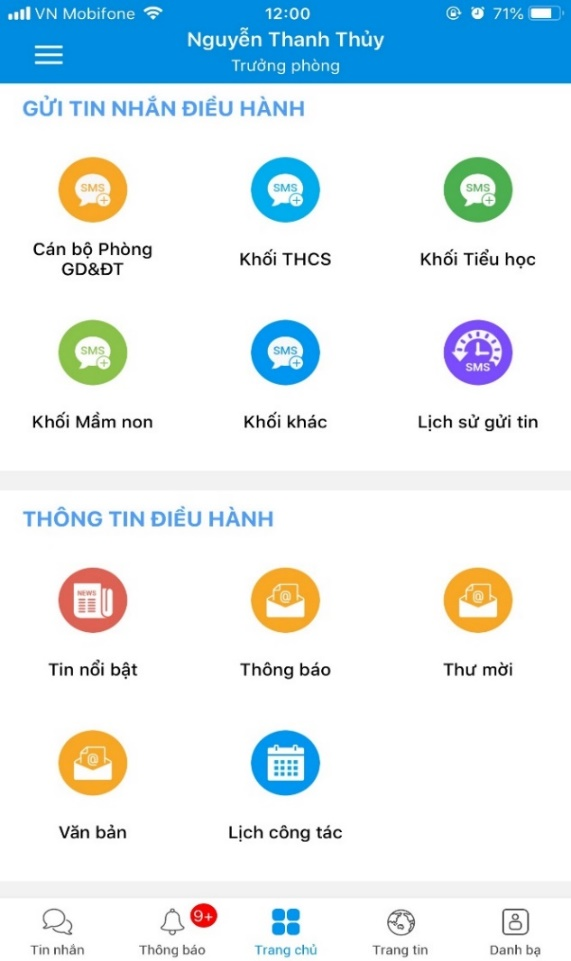 VN Mobifone 12:00 71%
Nguyễn Thanh Thủy
Trưởng phòng
GỬI TIN NHẮN ĐIỀU HÀNH
SMS SMS SMS
Cán bộ Phòng
GD&ĐT
Khối THCS
Khối Tiểu học
SMS SMS SMS
Khối Mầm non
Khối khác
Lịch sử gửi tin
THÔNG TIN ĐIỀU HÀNH
NEWS @ @
Tin nổi bật
Thông báo
Thư mời
@
Văn bản
Lịch công tác
9+
Tin nhắn
Thông báo
Trang chủ
Trang tin
Danh bạ